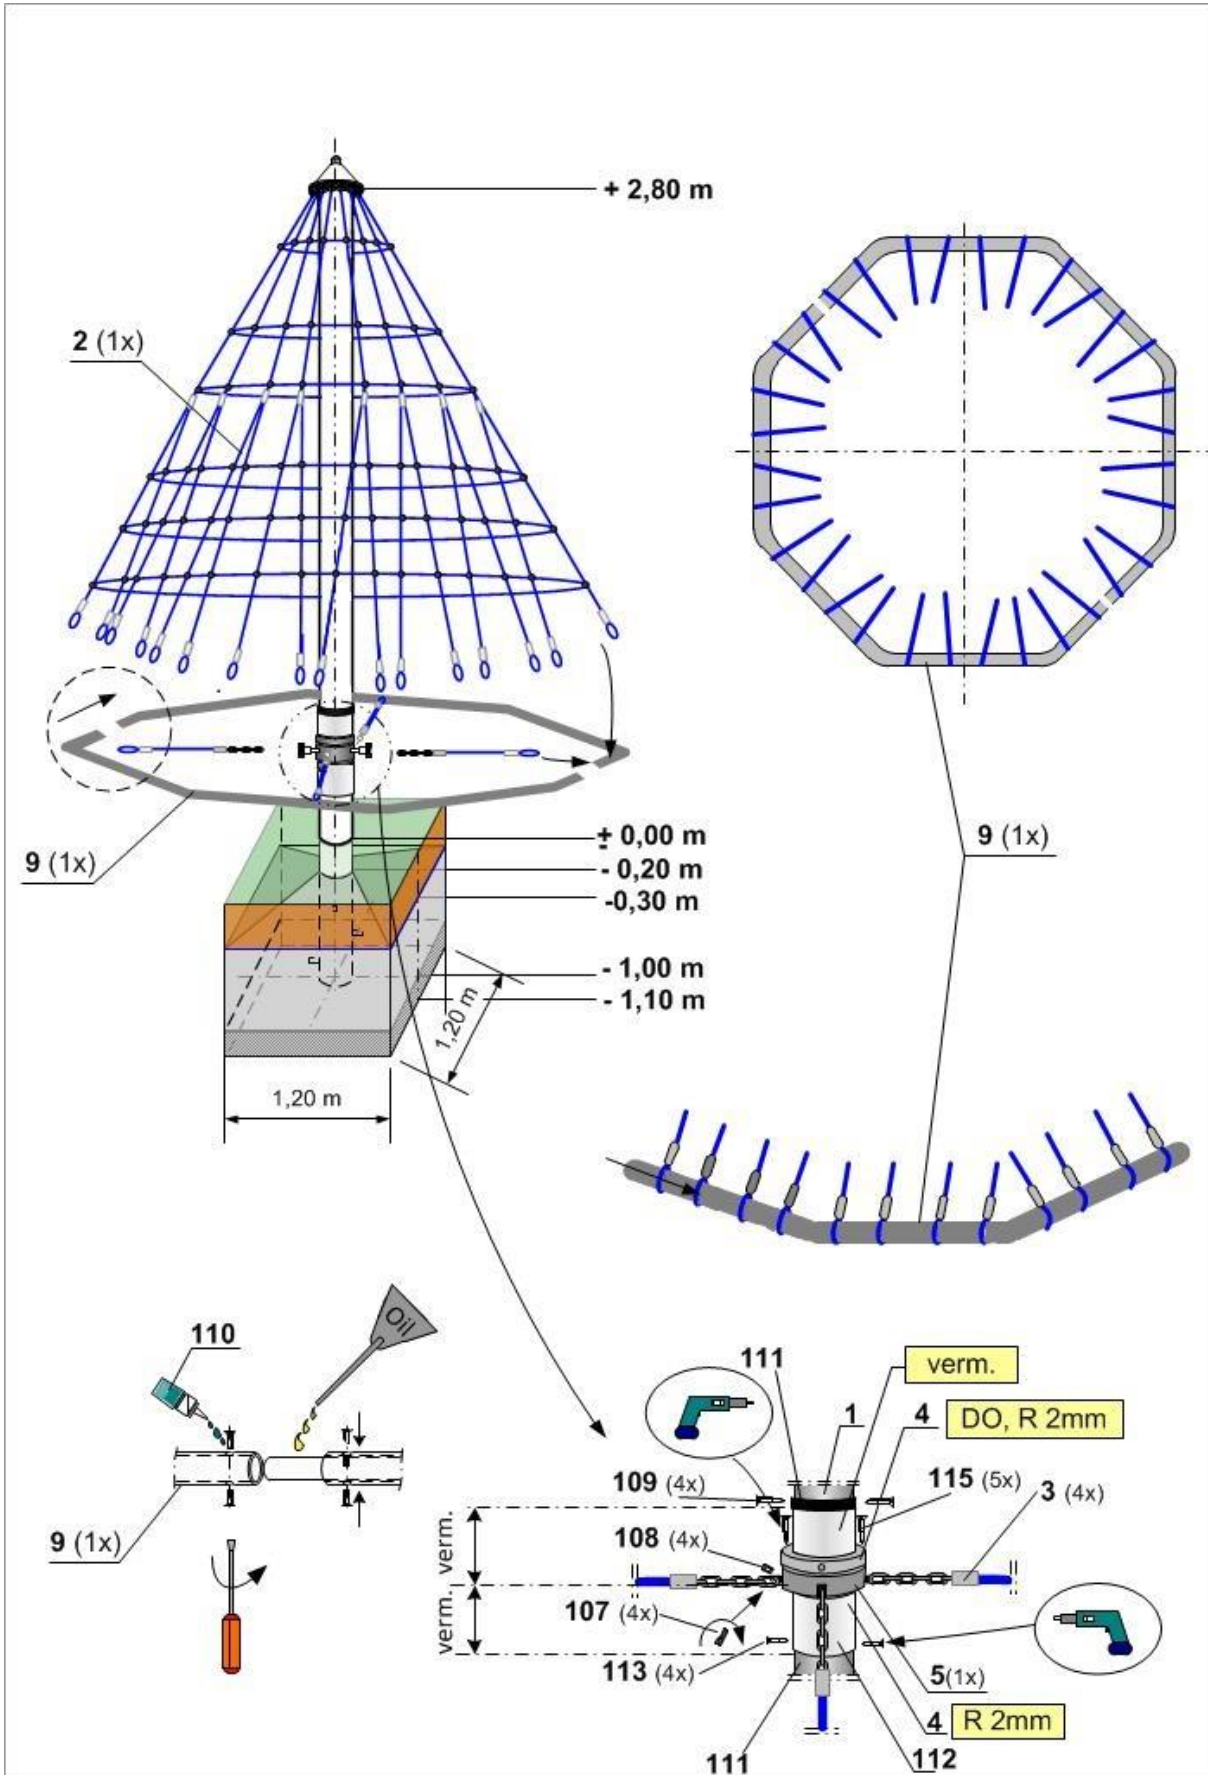 + 2,80 m
2 (1x)
9 (1x)
± 0,00 m
- 0,20 m
-0,30 m
- 1,00 m
- 1,10 m
1,20 m
1,20 m
9 (1x)
Oil
110
9 (1x)
111
verm.
1
4
DO, R 2mm
109 (4x)
115 (5x)
3 (4x)
verm.
108 (4x)
verm.
107 (4x)
113 (4x)
5(1x)
4
R 2mm
111
112